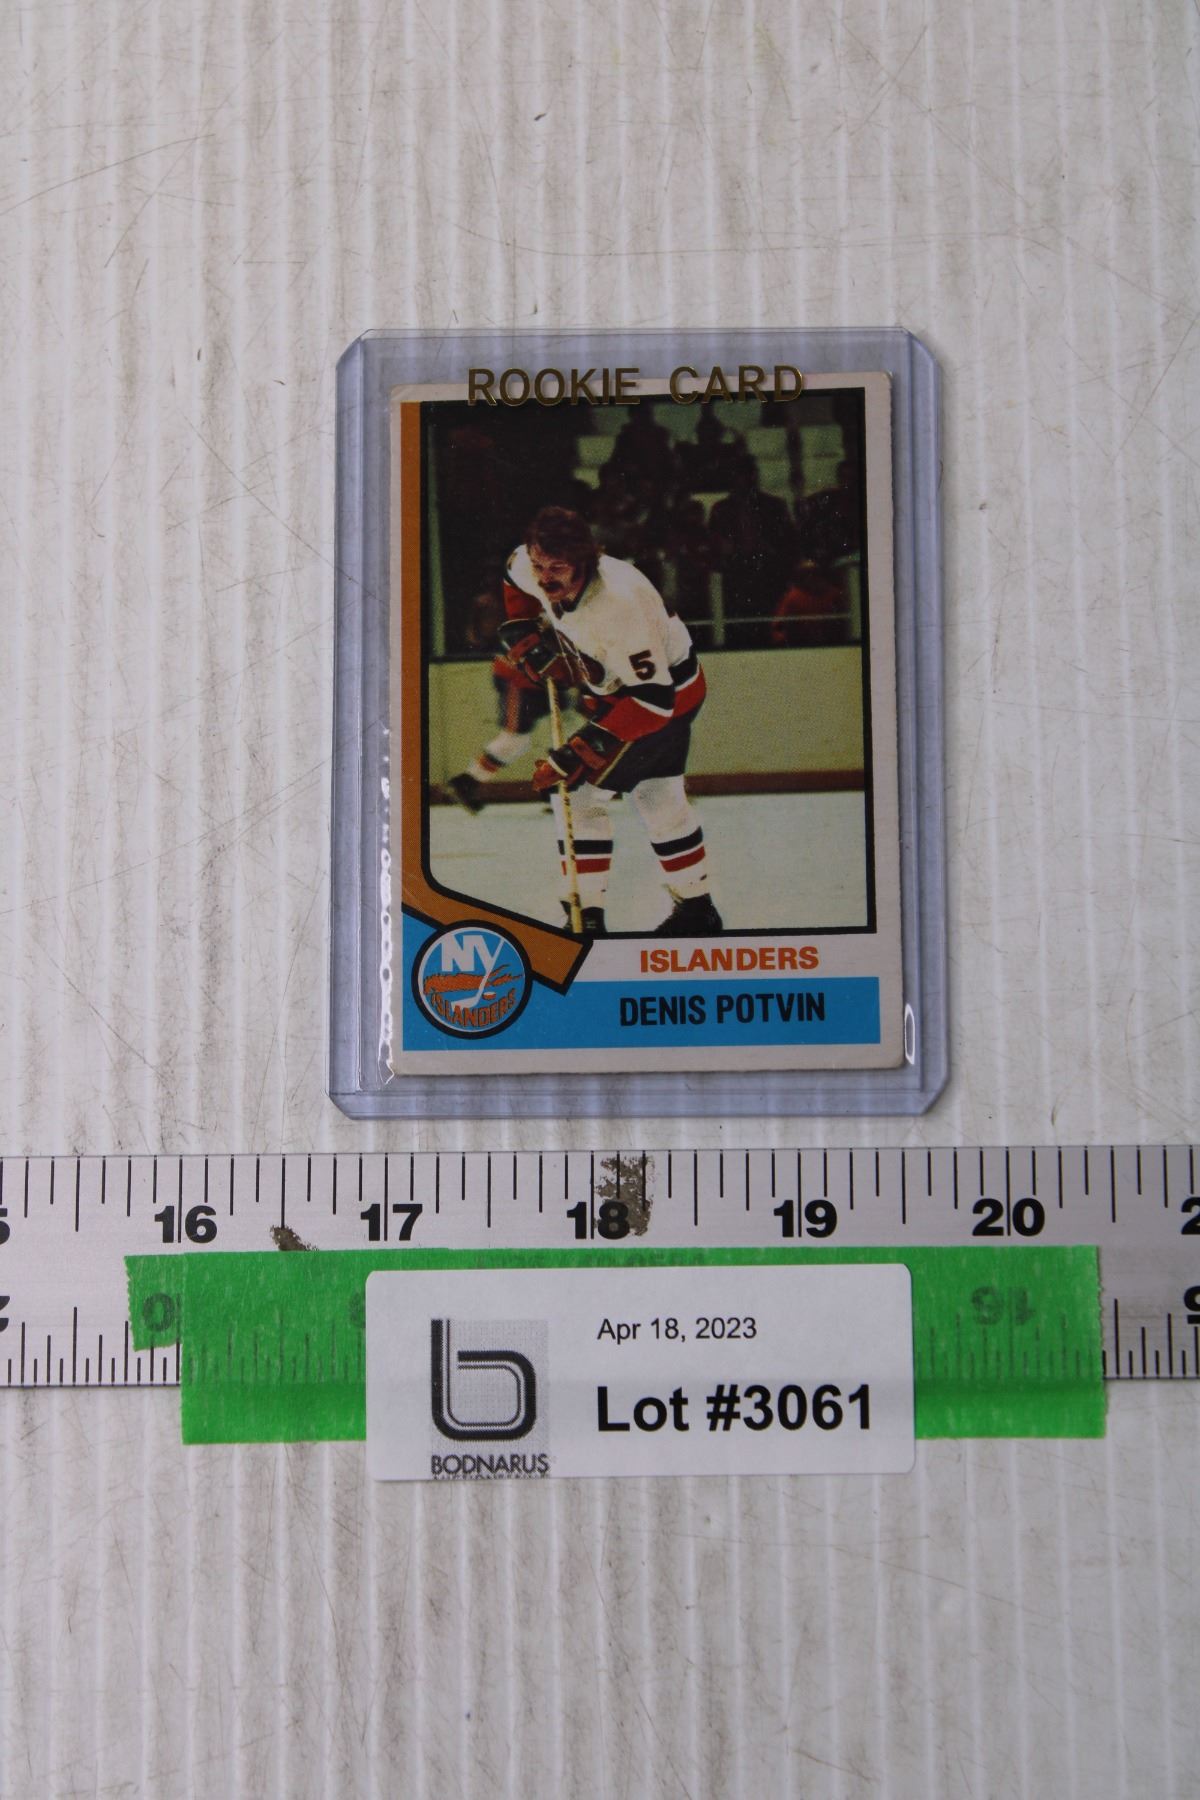 ROOKIE CARD
5
NY
ISLANDERS
ISLANDERS
DENIS POTVIN
16 17 18 19 20
16
Apr 18, 2023
Lot #3061
BODNARUS